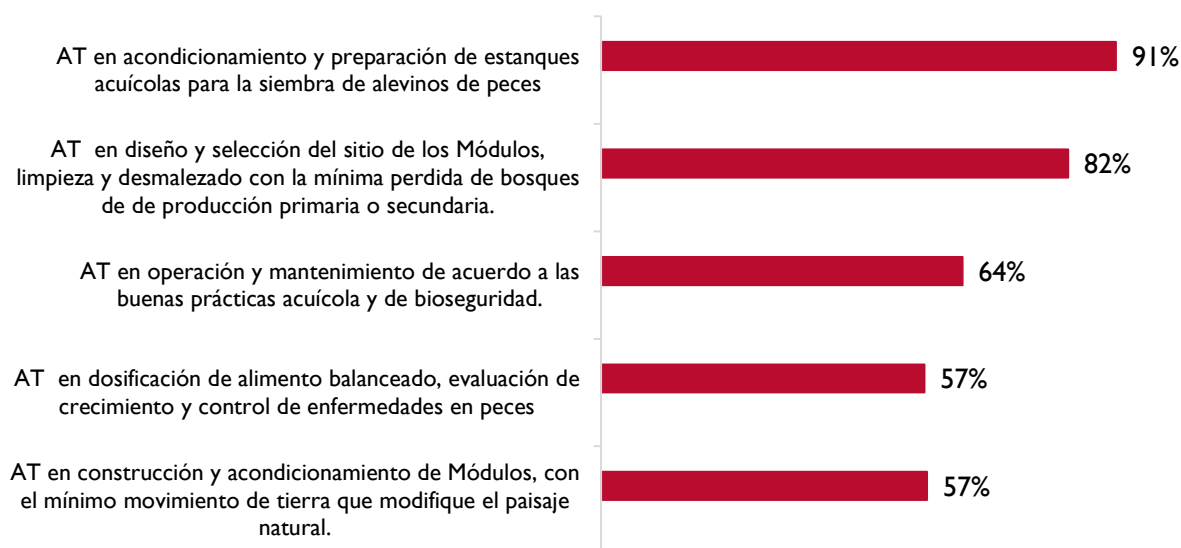 AT en acondicionamiento y preparación de estanques
acuícolas para la siembra de alevinos de peces
91%
AT  en diseño y selección del sitio de los Módulos,
limpieza y desmalezado con la mínima perdida de bosques
de de producción primaria o secundaria.
82%
AT en operación y mantenimiento de acuerdo a las
buenas prácticas acuícola y de bioseguridad.
64%
AT  en dosificación de alimento balanceado, evaluación de
crecimiento y control de enfermedades en peces
57%
AT en construcción y acondicionamiento de Módulos, con
el mínimo movimiento de tierra que modifique el paisaje
natural.
57%